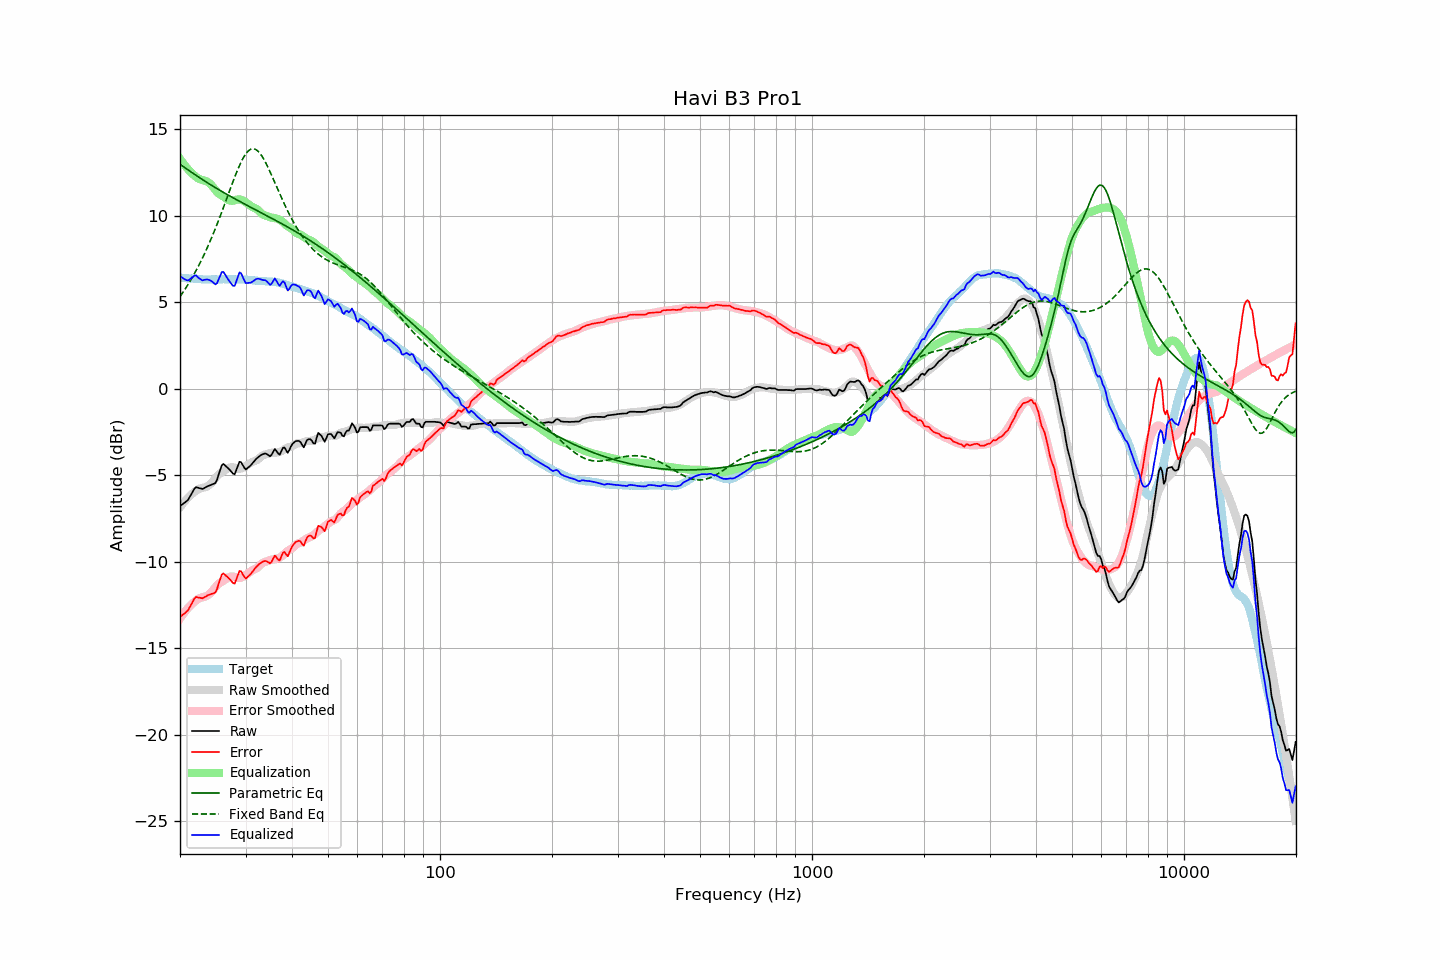 Havi B3 Pro1
15
10
5
0
−5
−10
−15
−20
−25
Amplitude (dBr)
Target
Raw Smoothed
Error Smoothed
Raw
Error
Equalization
Parametric Eq
Fixed Band Eq
Equalized
100
1000
10000
Frequency (Hz)